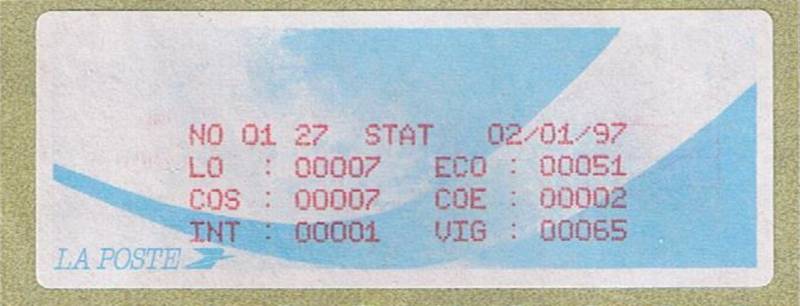 NO 01 27 STAT 02/01/97
LO : 00007 ECO : 00051
COS : 00007 COE : 00002
INT : 00001 VIG : 00065
LA POSTE